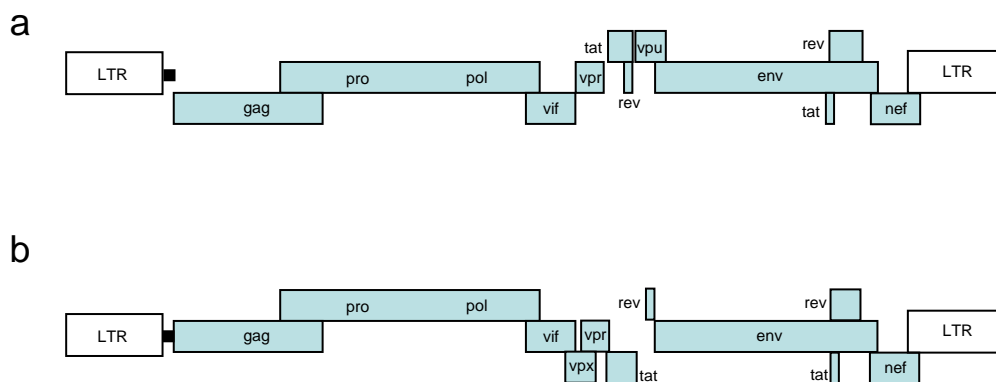 a
tat vpu rev
LTR pro pol vpr env LTR
rev
gag vif tat nef
b
rev rev
pro pol
LTR gag vif vpr env LTR
vpx tat tat nef